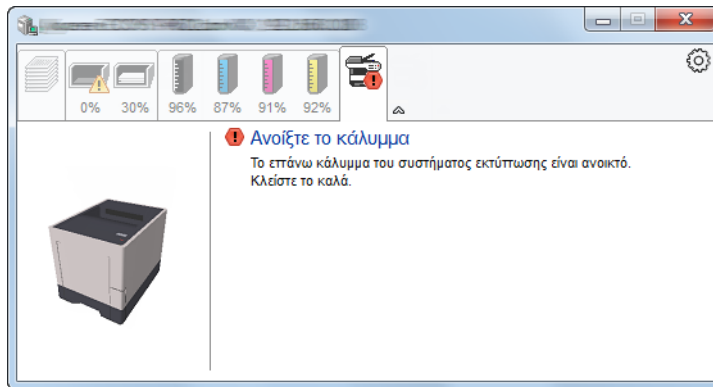 0% 30% 96% 87% 91% 92%
Ανοίξτε το κάλυμμα
Το επάνω κάλυμμα του συστήματος εκτύπωσης είναι ανοικτό.
Κλείστε το καλά.